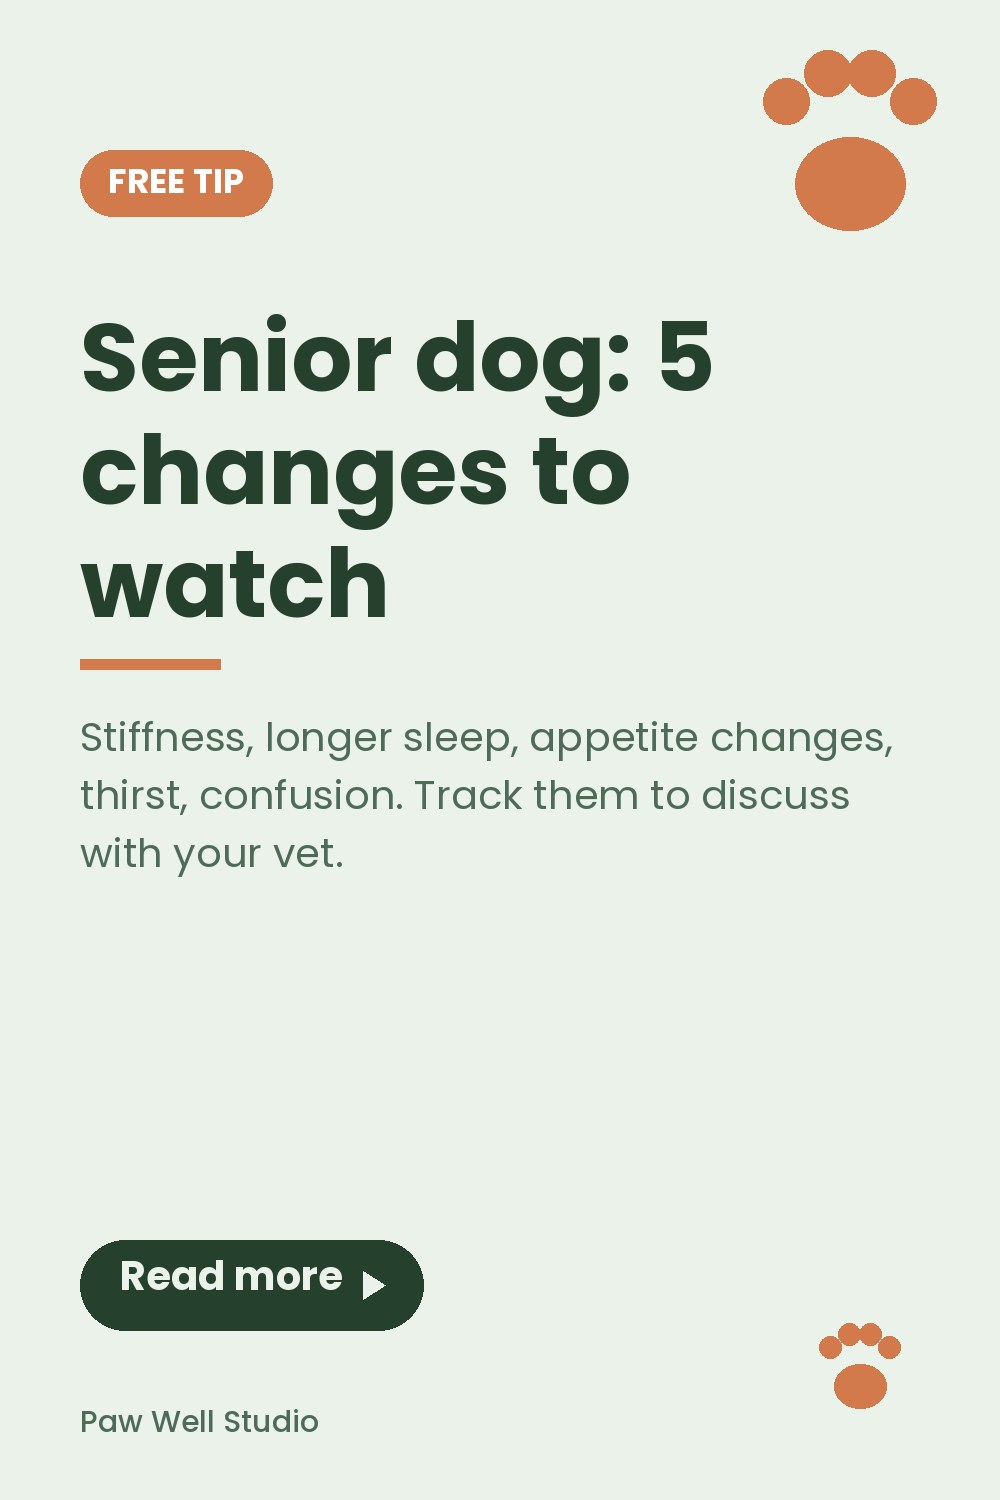 FREE TIP
Senior dog: 5
changes to
watch
Stiffness, longer sleep, appetite changes,
thirst, confusion. Track them to discuss
with your vet.
Read more
Paw Well Studio